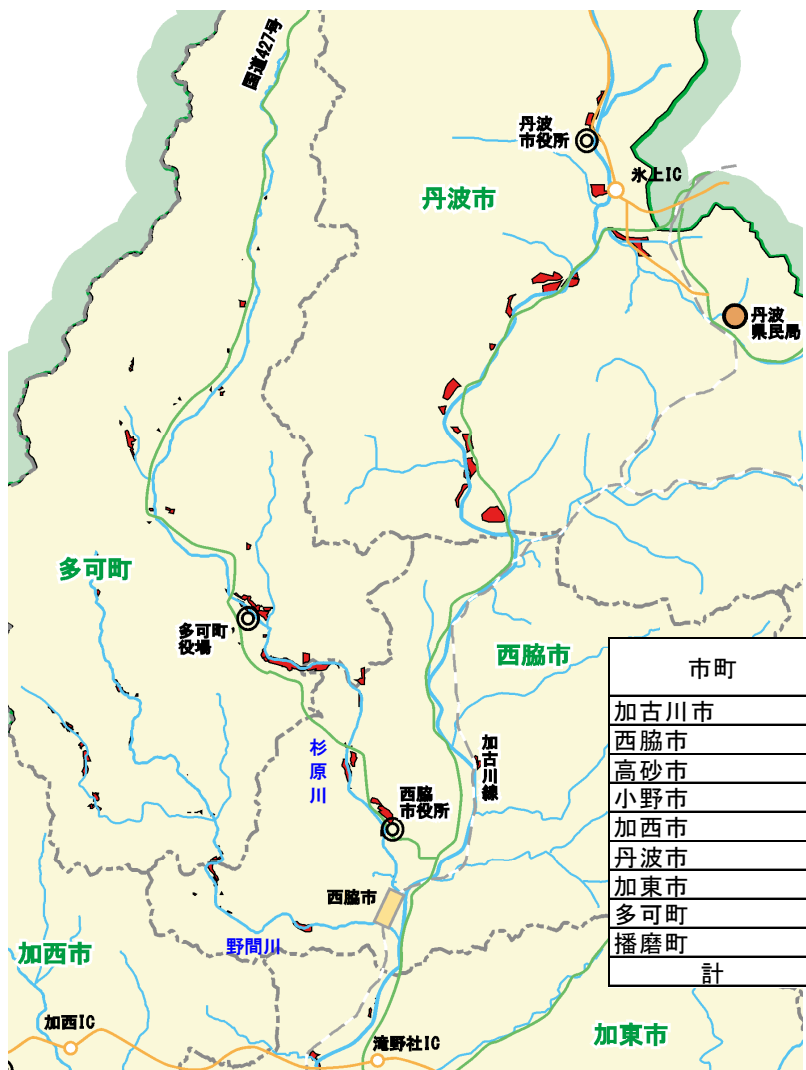 国道427号
丹波
市役所
氷上IC
丹波市
丹波
県民局
多可町
多可町
役場
西脇市
杉原川
加古川線
西脇
市役所
西脇市
野間川
加西市
加西IC
滝野社IC
加東市
市町
加古川市
西脇市
高砂市
小野市
加西市
丹波市
加東市
多可町
播磨町
計